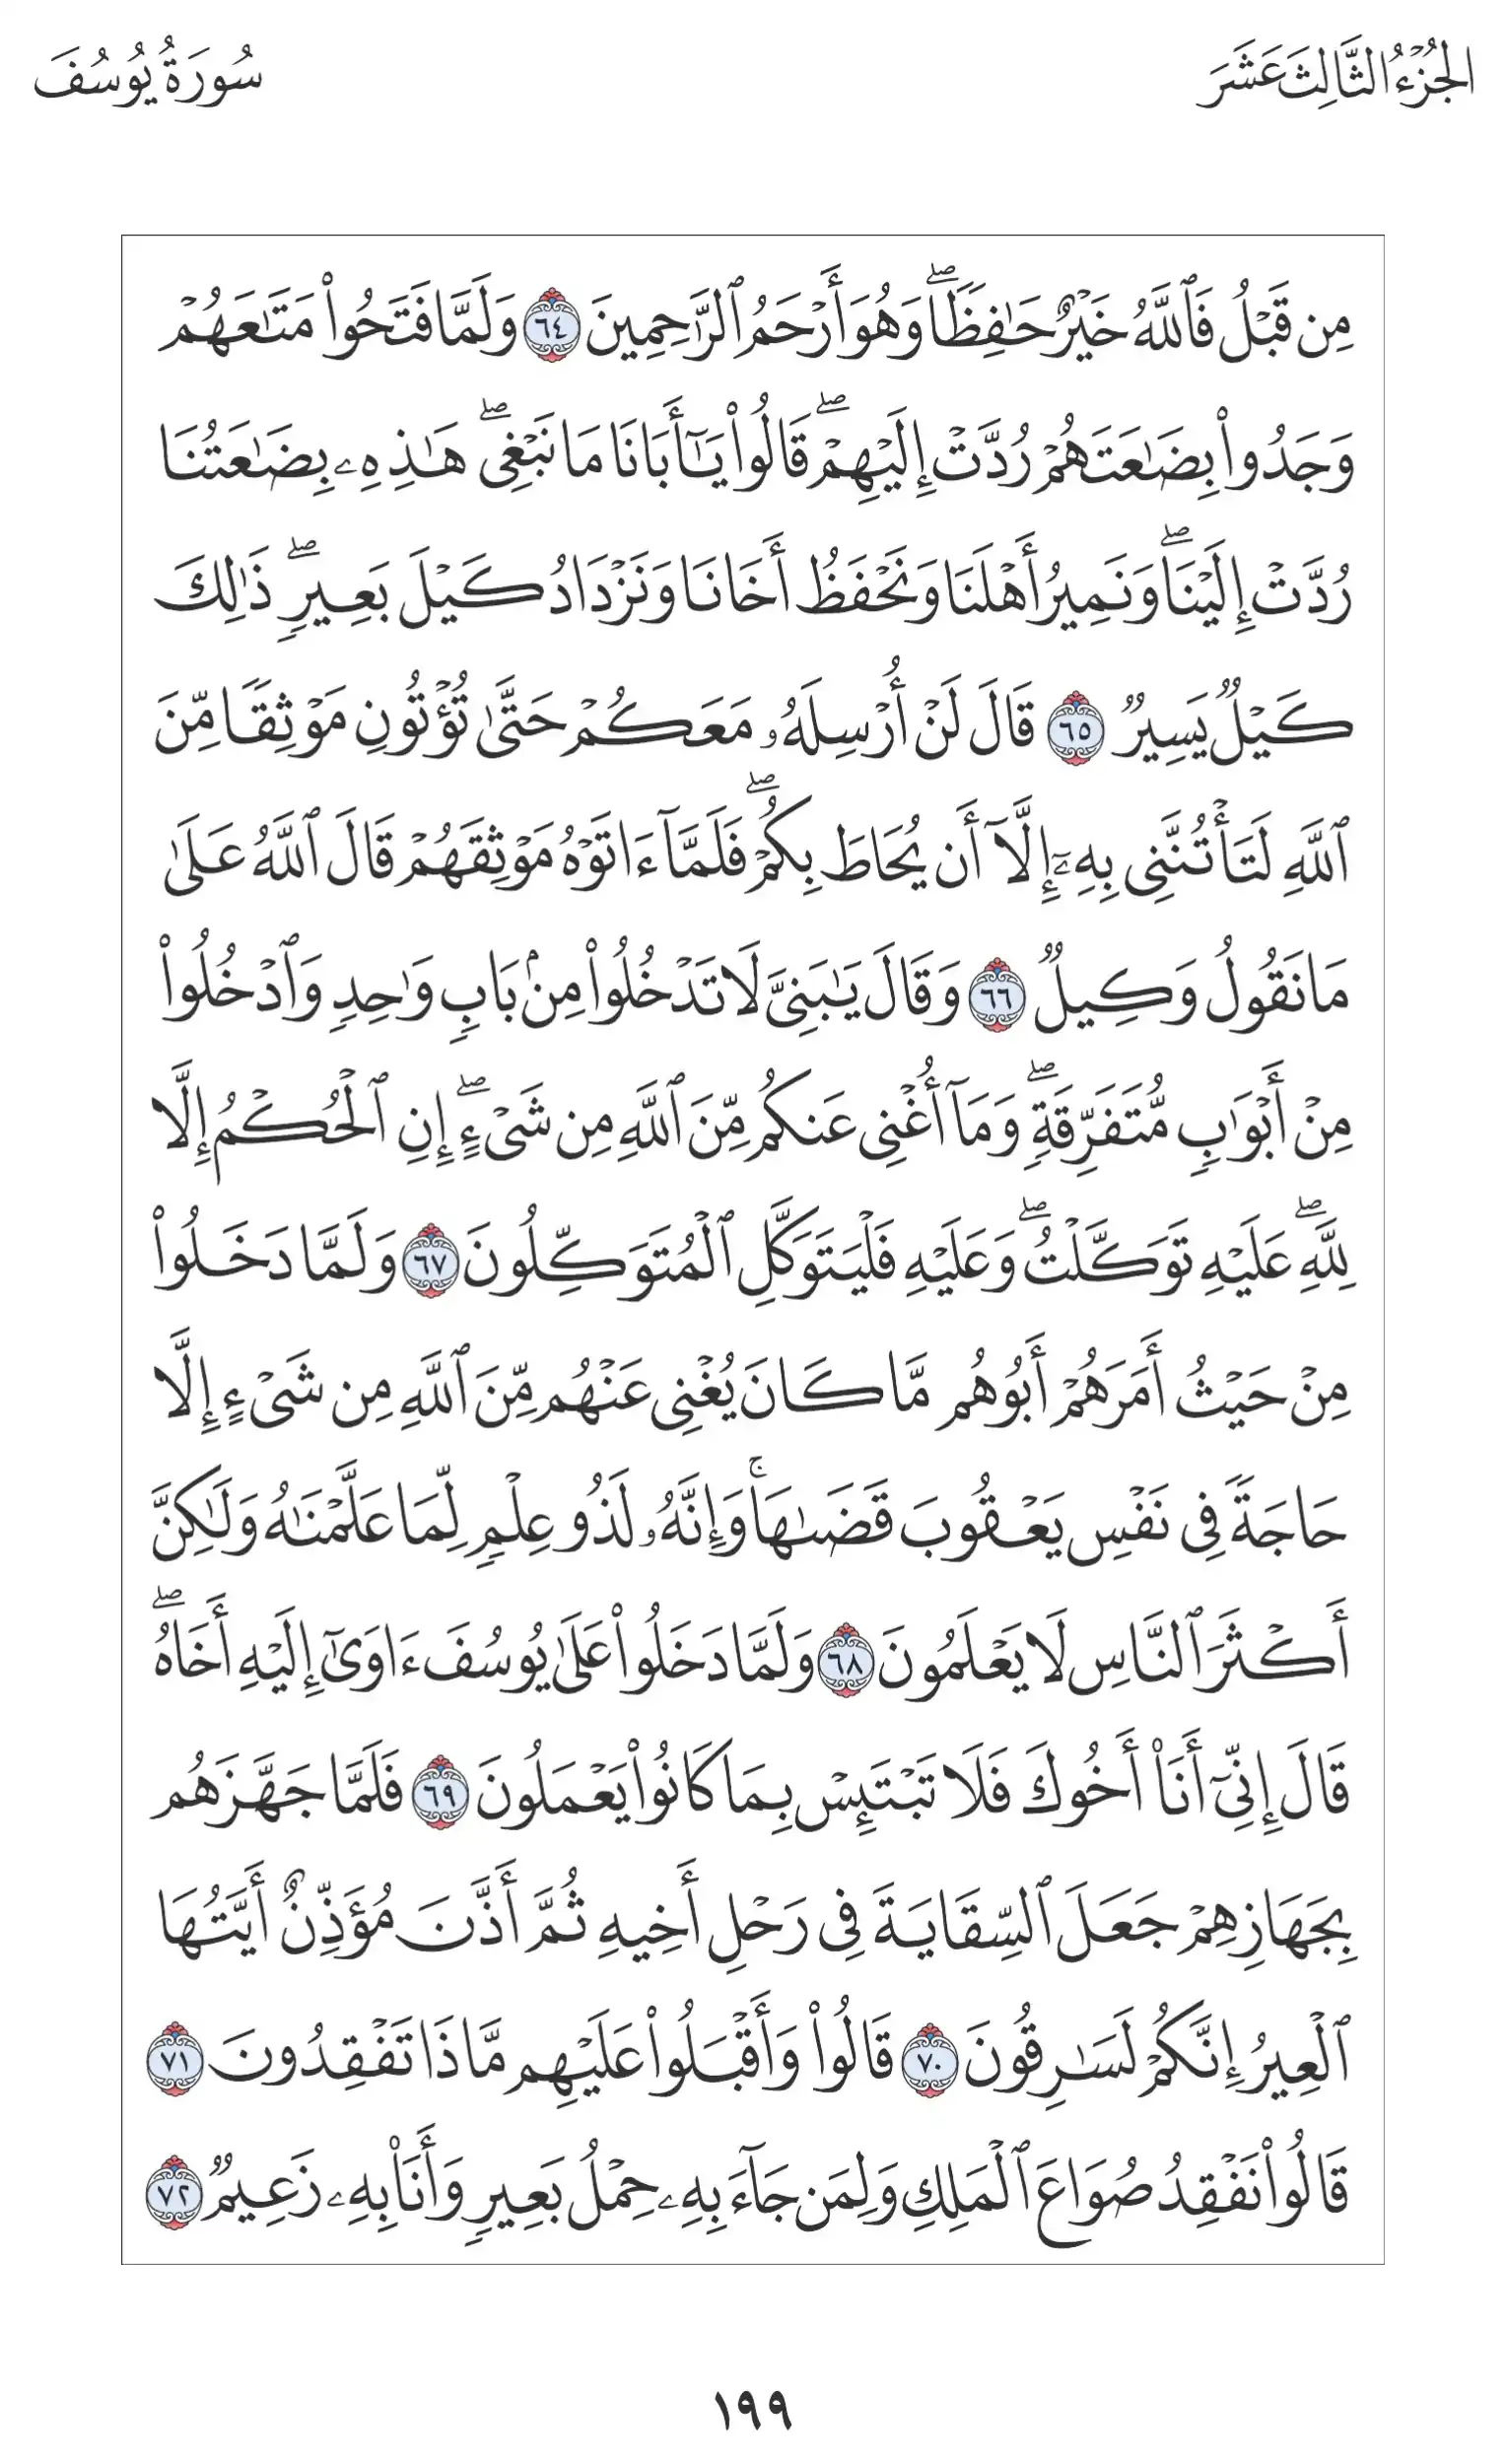 الجُزْءُ الثَّالِثَ عَشَرَ
سُورَةُ يُوسُفَ
مِن قَبْلُ فَٱللَّهُ خَيْرٌ حَـٰفِظًۭاۖ وَهُوَ أَرْحَمُ ٱلرَّٰحِمِينَ ٦٤ وَلَمَّا فَتَحُوا۟ مَتَـٰعَهُمْ
وَجَدُوا۟ بِضَـٰعَتَهُمْ رُدَّتْ إِلَيْهِمْۖ قَالُوا۟ يَـٰٓأَبَانَا مَا نَبْغِىۖ هَـٰذِهِۦ بِضَـٰعَتُنَا
رُدَّتْ إِلَيْنَاۖ وَنَمِيرُ أَهْلَنَا وَنَحْفَظُ أَخَانَا وَنَزْدَادُ كَيْلَ بَعِيرٍۢۖ ذَٰلِكَ
كَيْلٌۭ يَسِيرٌۭ ٦٥ قَالَ لَنْ أُرْسِلَهُۥ مَعَكُمْ حَتَّىٰ تُؤْتُونِ مَوْثِقًۭا مِّنَ
ٱللَّهِ لَتَأْتُنَّنِى بِهِۦٓ إِلَّآ أَن يُحَاطَ بِكُمْۖ فَلَمَّآ ءَاتَوْهُ مَوْثِقَهُمْ قَالَ ٱللَّهُ عَلَىٰ
مَا نَقُولُ وَكِيلٌۭ ٦٦ وَقَالَ يَـٰبَنِىَّ لَا تَدْخُلُوا۟ مِنۢ بَابٍۢ وَٰحِدٍۢ وَٱدْخُلُوا۟
مِنْ أَبْوَٰبٍۢ مُّتَفَرِّقَةٍۢۖ وَمَآ أُغْنِى عَنكُم مِّنَ ٱللَّهِ مِن شَىْءٍۖ إِنِ ٱلْحُكْمُ إِلَّا
لِلَّهِۖ عَلَيْهِ تَوَكَّلْتُۖ وَعَلَيْهِ فَلْيَتَوَكَّلِ ٱلْمُتَوَكِّلُونَ ٦٧ وَلَمَّا دَخَلُوا۟
مِنْ حَيْثُ أَمَرَهُمْ أَبُوهُم مَّا كَانَ يُغْنِى عَنْهُم مِّنَ ٱللَّهِ مِن شَىْءٍ إِلَّا
حَاجَةًۭ فِى نَفْسِ يَعْقُوبَ قَضَىٰهَاۚ وَإِنَّهُۥ لَذُو عِلْمٍۢ لِّمَا عَلَّمْنَـٰهُ وَلَـٰكِنَّ
أَكْثَرَ ٱلنَّاسِ لَا يَعْلَمُونَ ٦٨ وَلَمَّا دَخَلُوا۟ عَلَىٰ يُوسُفَ ءَاوَىٰٓ إِلَيْهِ أَخَاهُۖ
قَالَ إِنِّىٓ أَنَا۠ أَخُوكَ فَلَا تَبْتَئِسْ بِمَا كَانُوا۟ يَعْمَلُونَ ٦٩ فَلَمَّا جَهَّزَهُم
بِجَهَازِهِمْ جَعَلَ ٱلسِّقَايَةَ فِى رَحْلِ أَخِيهِ ثُمَّ أَذَّنَ مُؤَذِّنٌ أَيَّتُهَا
ٱلْعِيرُ إِنَّكُمْ لَسَـٰرِقُونَ ٧٠ قَالُوا۟ وَأَقْبَلُوا۟ عَلَيْهِم مَّاذَا تَفْقِدُونَ ٧١
قَالُوا۟ نَفْقِدُ صُوَاعَ ٱلْمَلِكِ وَلِمَن جَآءَ بِهِۦ حِمْلُ بَعِيرٍۢ وَأَنَا۠ بِهِۦ زَعِيمٌۭ ٧٢
١٩٩